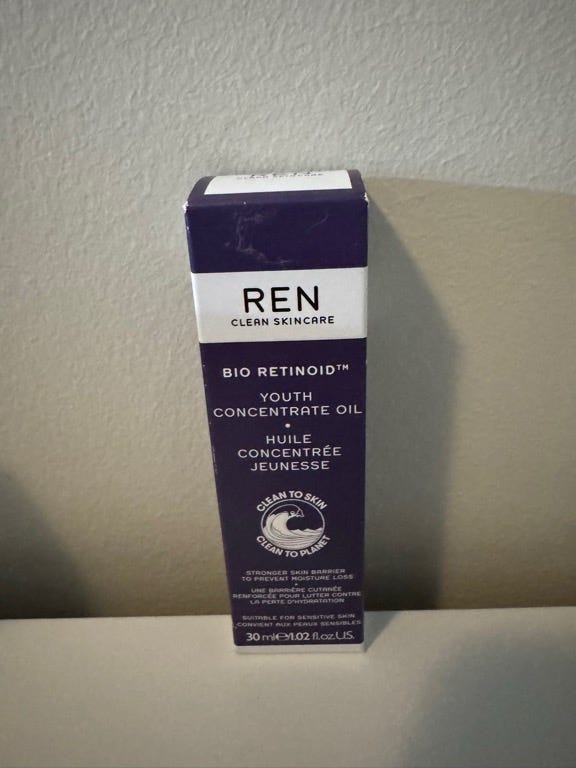 REN
CLEAN SKINCARE
BIO RETINOID™
YOUTH
CONCENTRATE OIL
•
HUILE
CONCENTRÉE
JEUNESSE
CLEAN TO SKIN
CLEAN TO PLANET
STRONGER SKIN BARRIER
TO PREVENT MOISTURE LOSS
•
UNE BARRIÈRE CUTANÉE
RENFORCÉE POUR LUTTER CONTRE
LA PERTE D'HYDRATATION
SUITABLE FOR SENSITIVE SKIN
CONVIENT AUX PEAUX SENSIBLES
30 ml℮/1.02 fl.oz.US.